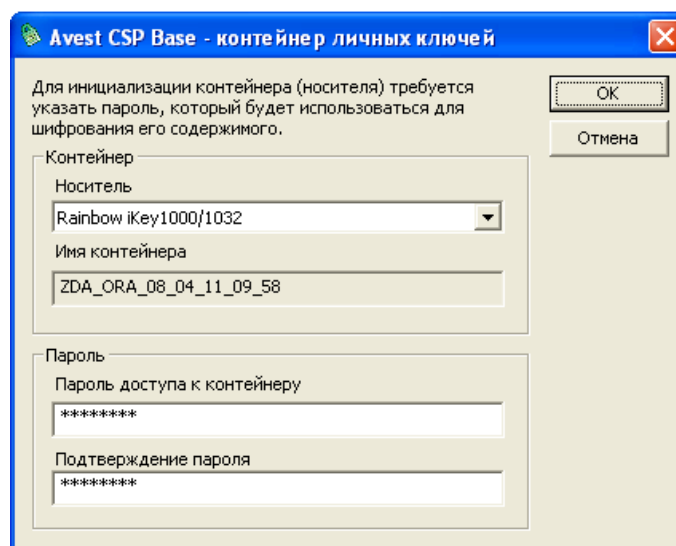 Avest CSP Base - контейнер личных ключей
Для инициализации контейнера (носителя) требуется
указать пароль, который будет использоваться для
шифрования его содержимого.
OK
Отмена
Контейнер
Носитель
Rainbow iKey1000/1032
Имя контейнера
ZDA_ORA_08_04_11_09_58
Пароль
Пароль доступа к контейнеру
********
Подтверждение пароля
********